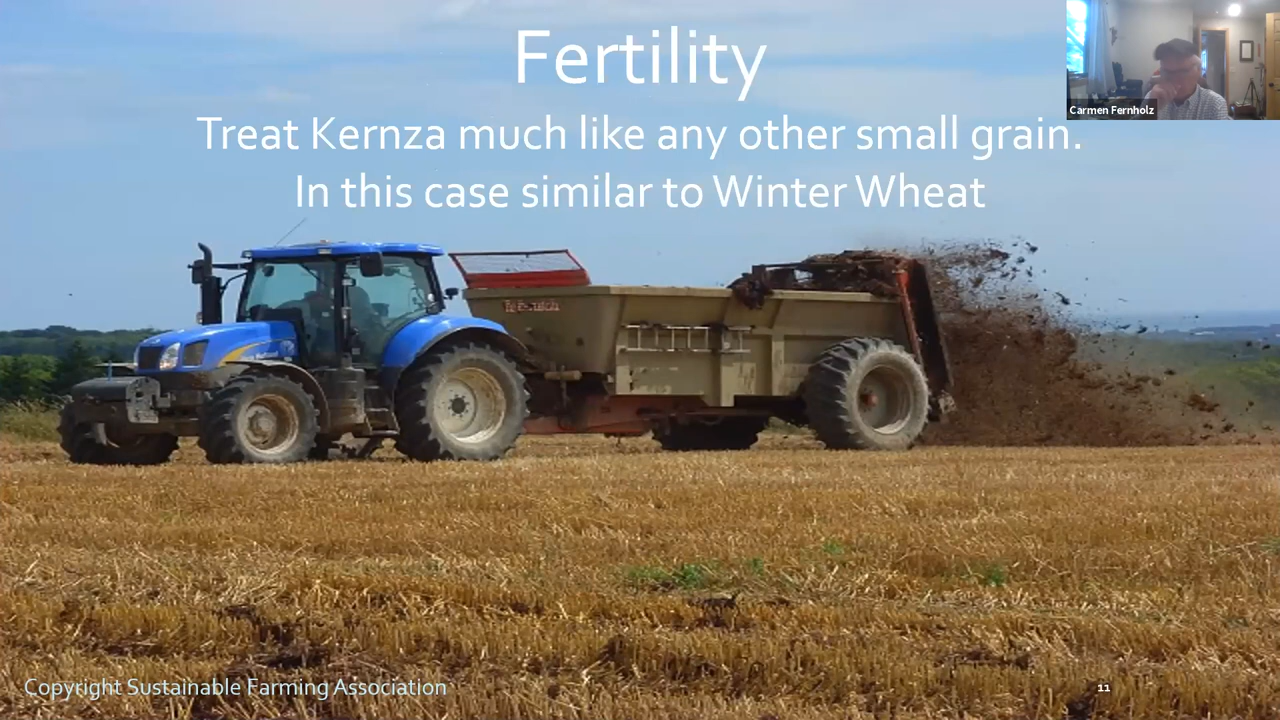 Fertility
Carmen Fernholz
Treat Kernza much like any other small grain.
In this case similar to Winter Wheat
Copyright Sustainable Farming Association
11